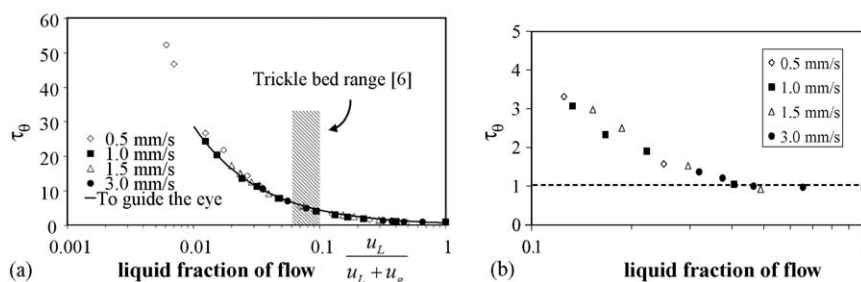 60
50
40
30
20
10
0
τθ
Trickle bed range [6]
0.5 mm/s
1.0 mm/s
1.5 mm/s
3.0 mm/s
To guide the eye
0.001
0.01
0.1
1
(a)
liquid fraction of flow
u_L
u_L + u_g
5
4
3
2
1
0
τθ
0.5 mm/s
1.0 mm/s
1.5 mm/s
3.0 mm/s
0.1
(b)
liquid fraction of flow